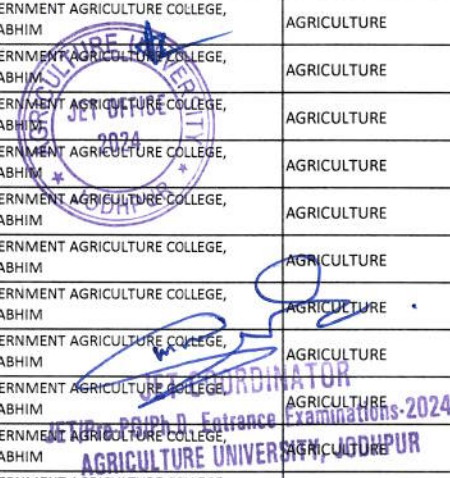 ERNMENT AGRICULTURE COLLEGE,
ABHIM
AGRICULTURE
ERNMENT AGRICULTURE COLLEGE,
ABHIM
AGRICULTURE
ERNMENT AGRICULTURE COLLEGE,
ABHIM
AGRICULTURE
ERNMENT AGRICULTURE COLLEGE,
ABHIM
AGRICULTURE
ERNMENT AGRICULTURE COLLEGE,
ABHIM
AGRICULTURE
ERNMENT AGRICULTURE COLLEGE,
ABHIM
AGRICULTURE
ERNMENT AGRICULTURE COLLEGE,
ABHIM
AGRICULTURE
ERNMENT AGRICULTURE COLLEGE,
ABHIM
AGRICULTURE
ERNMENT AGRICULTURE COLLEGE,
ABHIM
AGRICULTURE
ERNMENT AGRICULTURE COLLEGE,
ABHIM
AGRICULTURE
AGRICULTURE UNIVERSITY
JET OFFICE
2024
★ JODHPUR ★
JET COORDINATOR
JET/Pre.PG/Ph.D. Entrance Examinations-2024
AGRICULTURE UNIVERSITY, JODHPUR